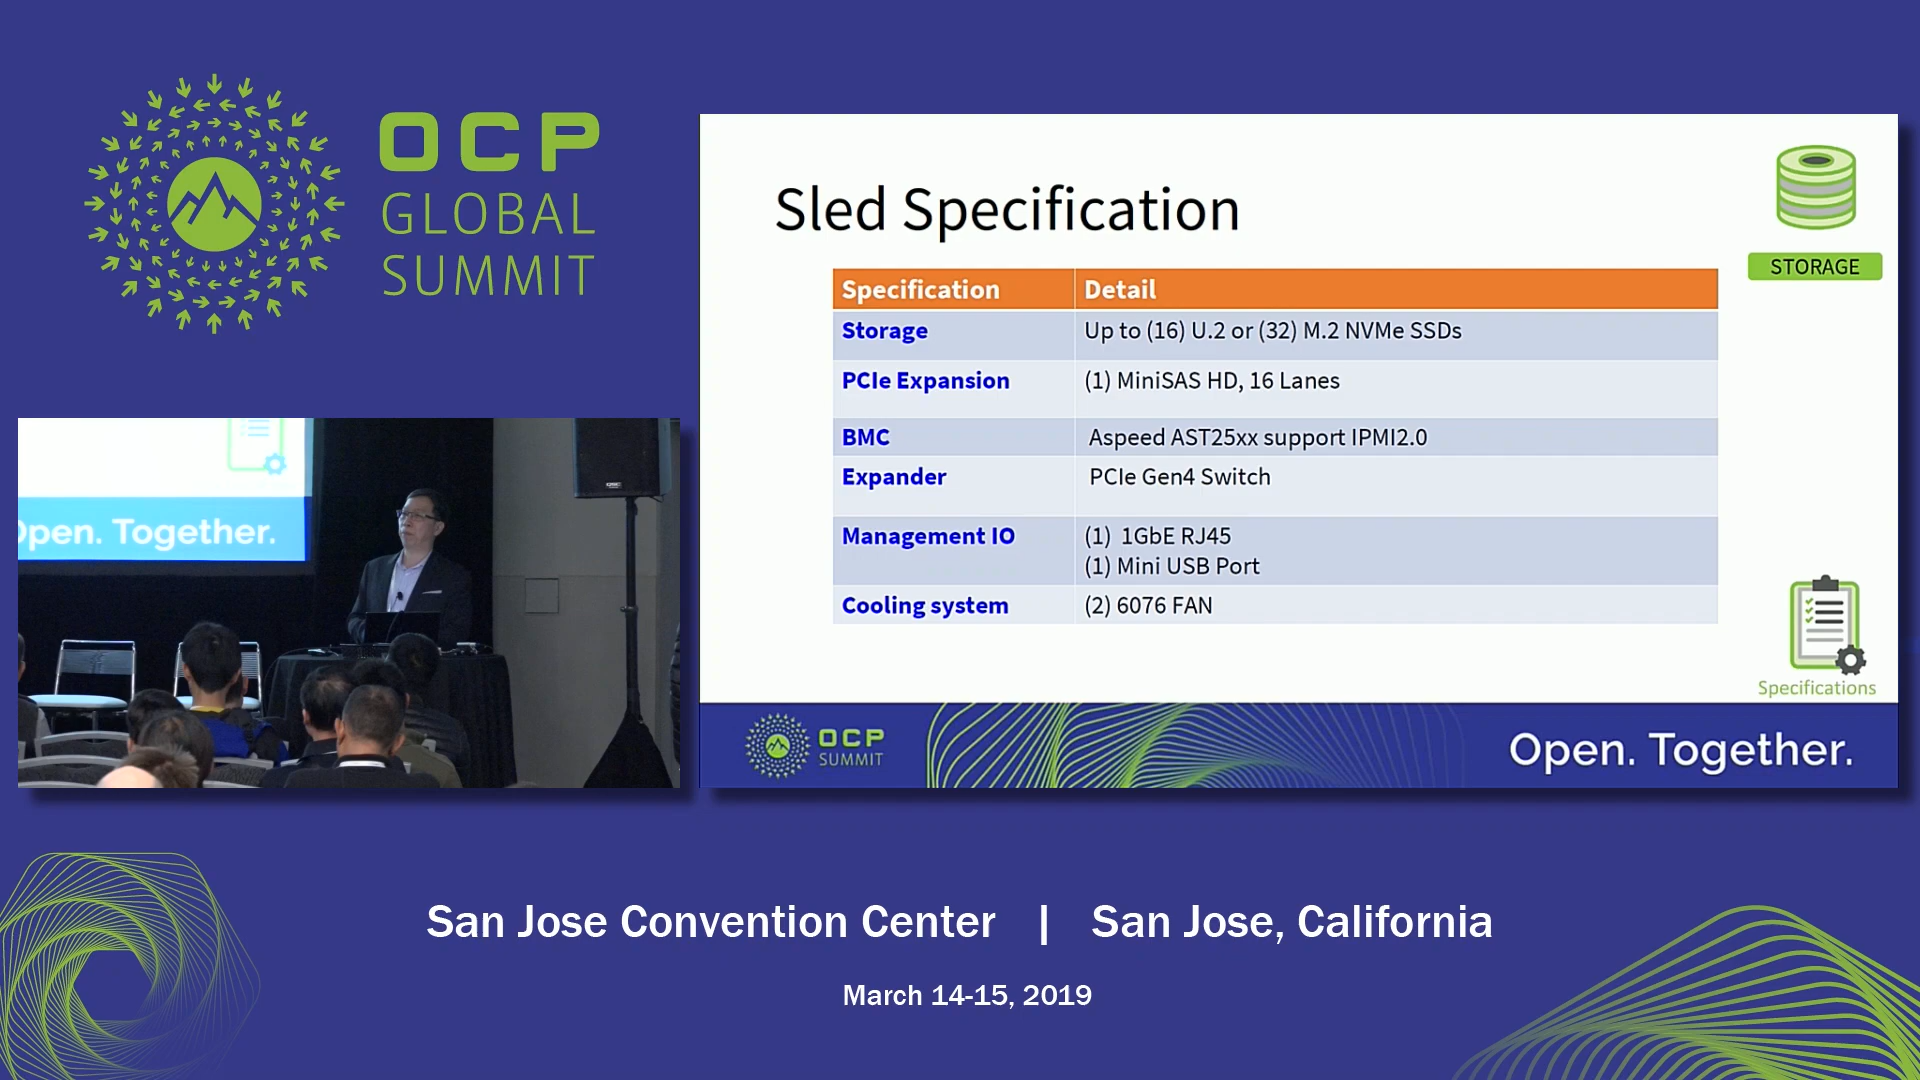 OCP
GLOBAL
SUMMIT
Open. Together.
Sled Specification
STORAGE
Specification Detail
Storage Up to (16) U.2 or (32) M.2 NVMe SSDs
PCIe Expansion (1) MiniSAS HD, 16 Lanes
BMC Aspeed AST25xx support IPMI2.0
Expander PCIe Gen4 Switch
Management IO (1) 1GbE RJ45
(1) Mini USB Port
Cooling system (2) 6076 FAN
Specifications
OCP
SUMMIT
Open. Together.
San Jose Convention Center | San Jose, California
March 14-15, 2019